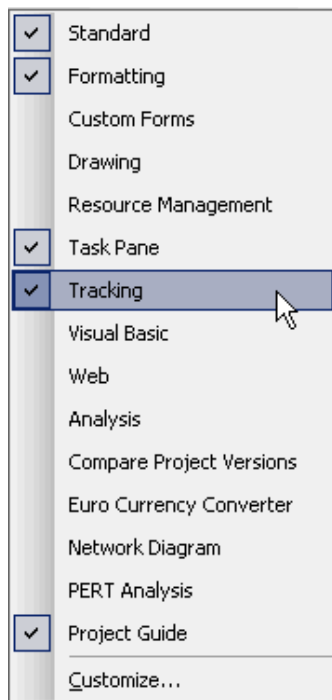 Standard
Formatting
Custom Forms
Drawing
Resource Management
Task Pane
Tracking
Visual Basic
Web
Analysis
Compare Project Versions
Euro Currency Converter
Network Diagram
PERT Analysis
Project Guide
Customize...